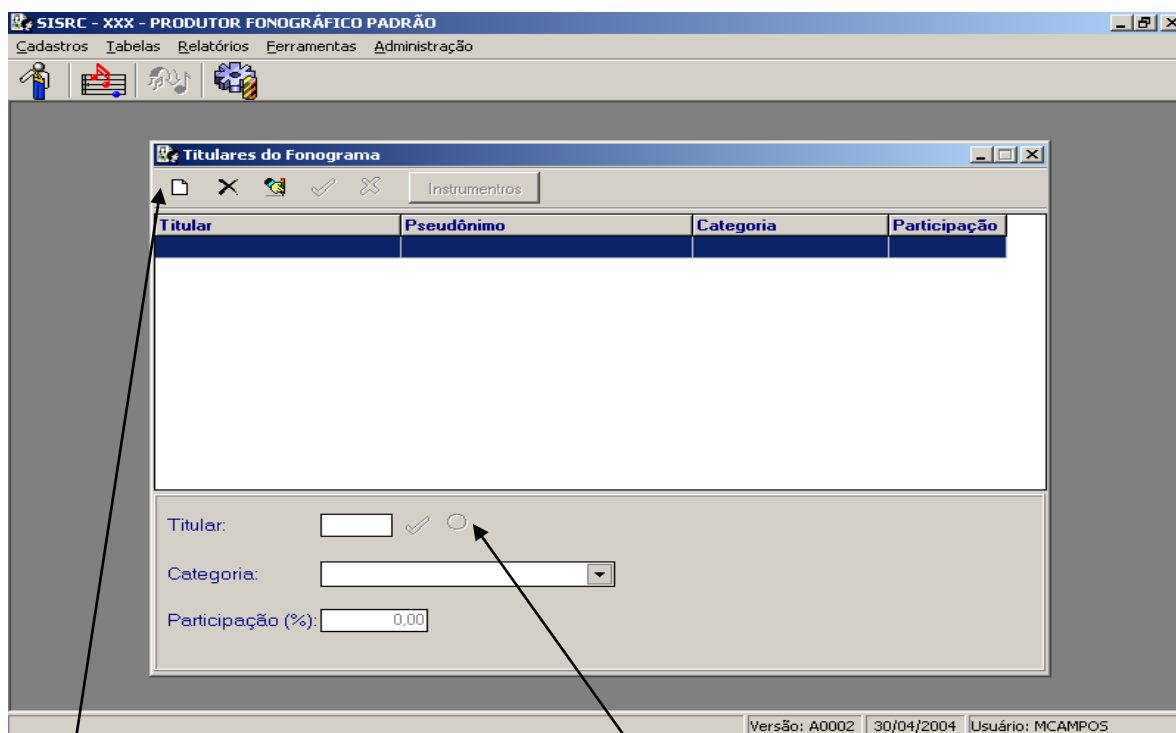 SISRC - XXX - PRODUTOR FONOGRÁFICO PADRÃO
Cadastros Tabelas Relatórios Ferramentas Administração
Titulares do Fonograma
Instrumentros
Titular Pseudônimo Categoria Participação
Titular:
Categoria:
Participação (%): 0,00
Versão: A0002 30/04/2004 Usuário: MCAMPOS